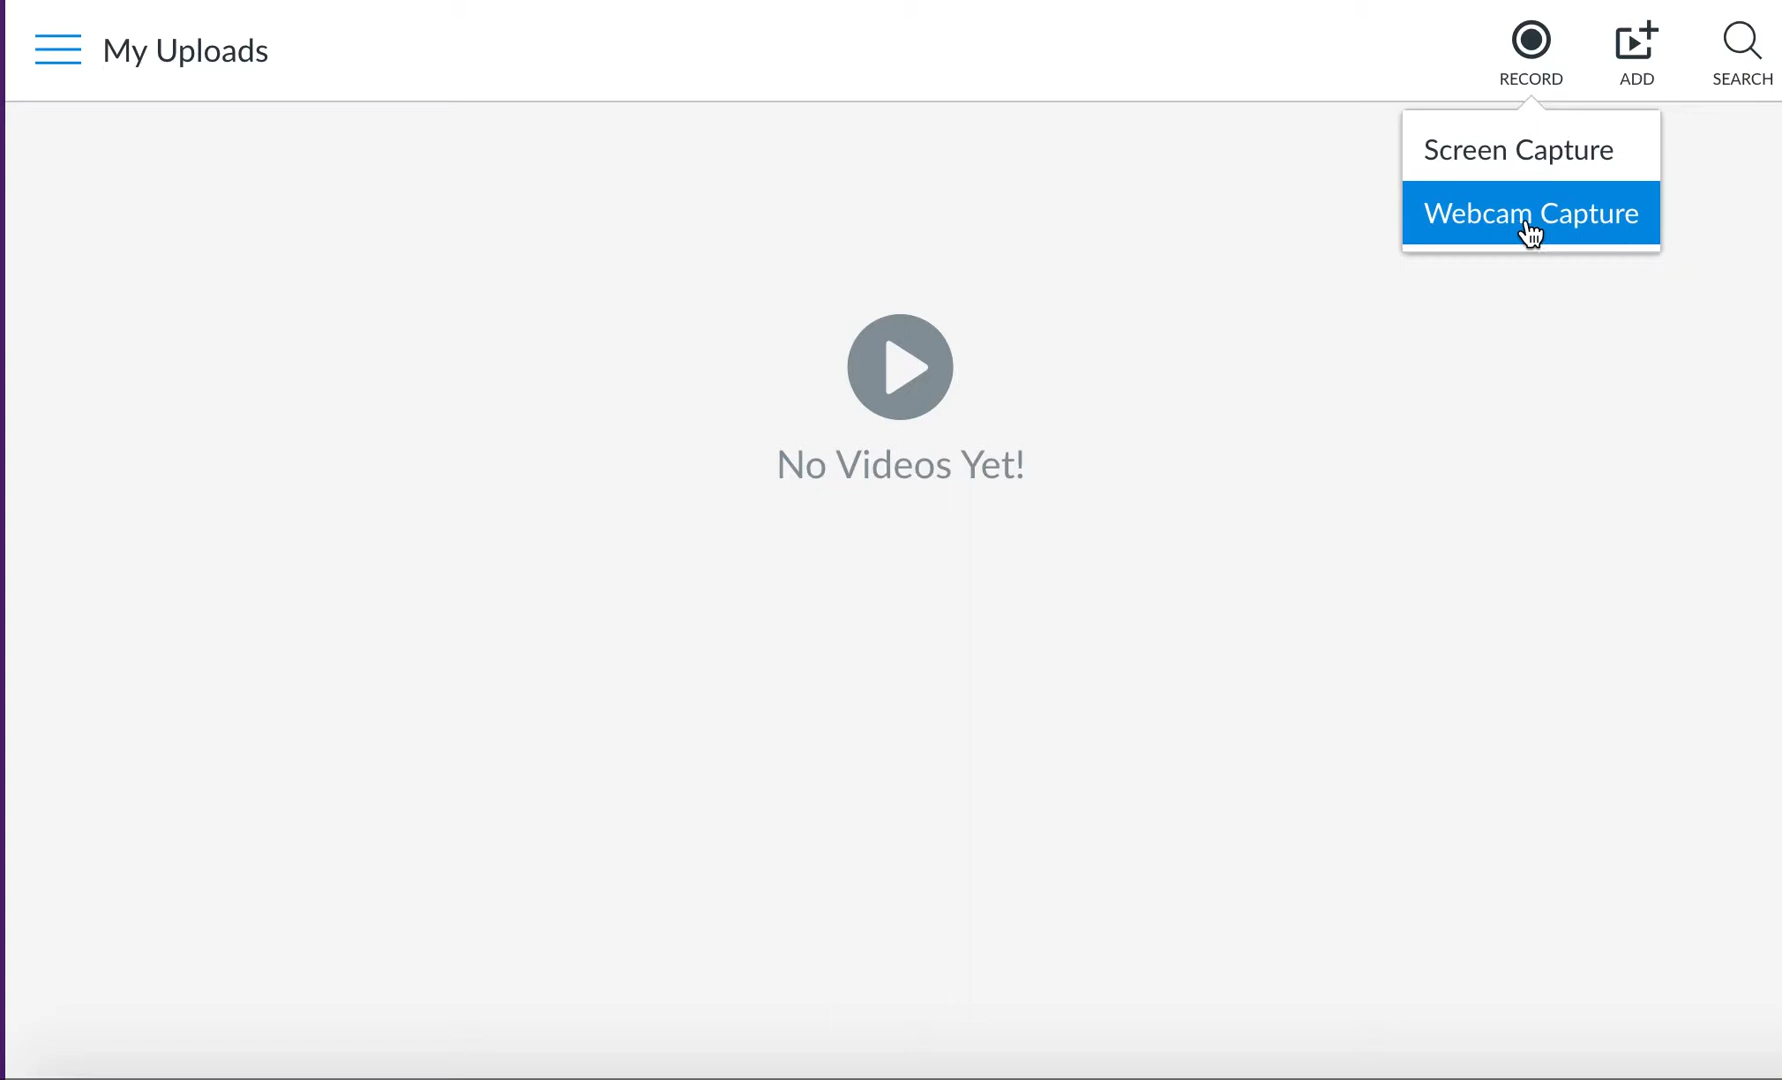 My Uploads
RECORD
ADD
SEARCH
Screen Capture
Webcam Capture
No Videos Yet!